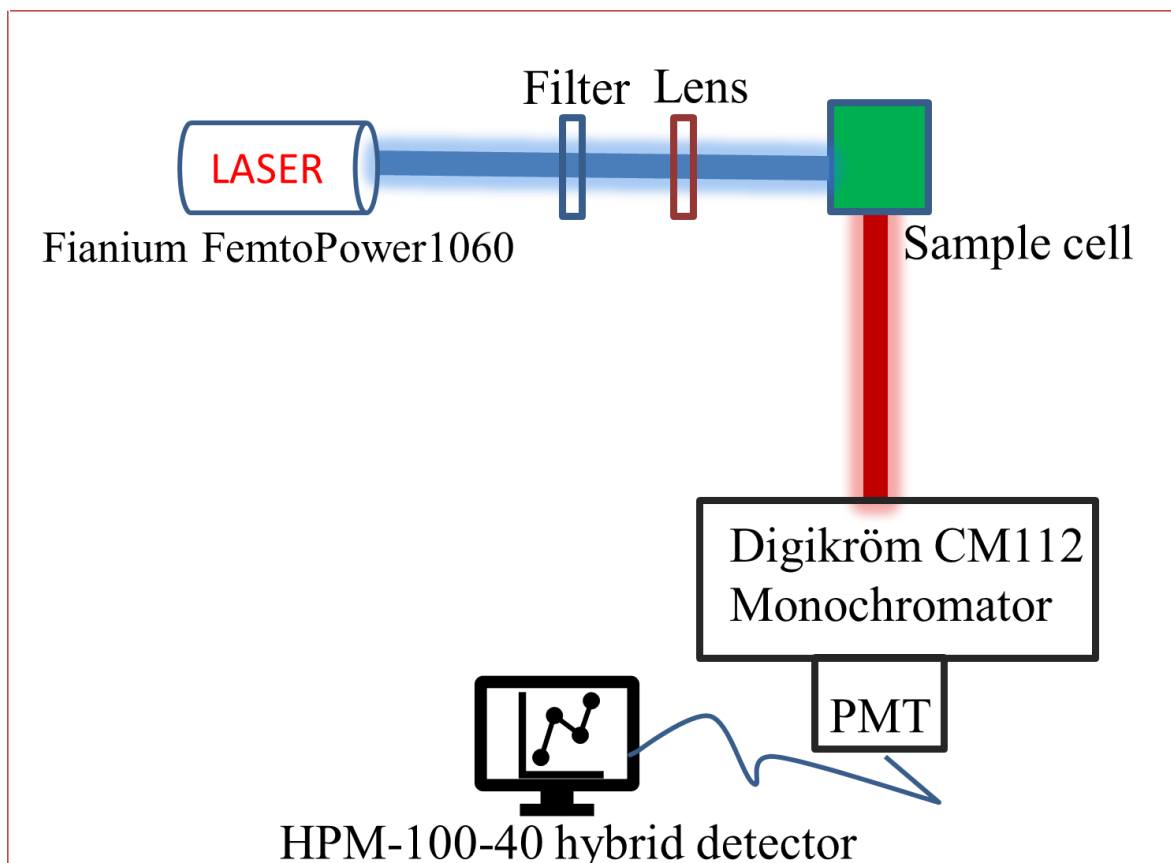 Filter Lens
LASER
Fianium FemtoPower1060
Sample cell
Digikröm CM112
Monochromator
PMT
HPM-100-40 hybrid detector